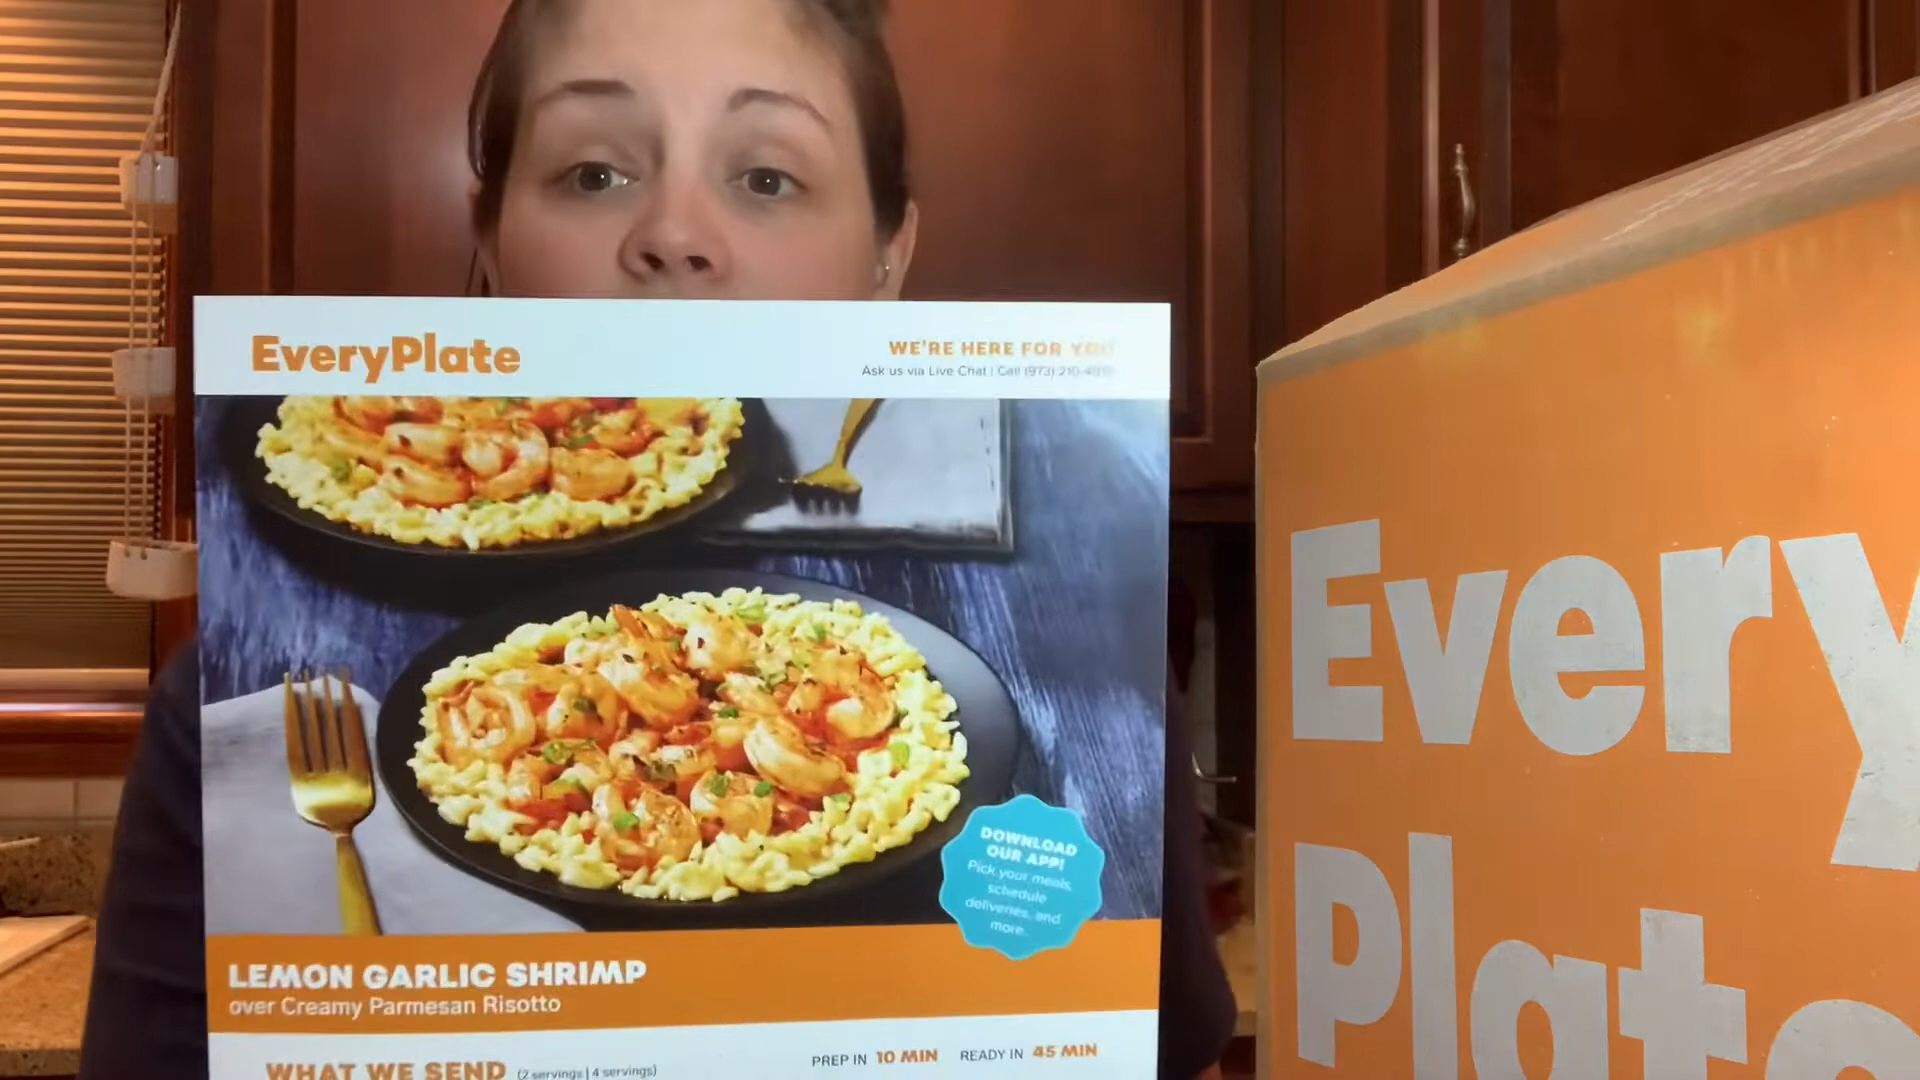 EveryPlate
WE'RE HERE FOR YOU
Ask us via Live Chat | Call (973) 210-
DOWNLOAD
OUR APP!
Pick your meals,
schedule
deliveries, and
more.
LEMON GARLIC SHRIMP
over Creamy Parmesan Risotto
WHAT WE SEND (2 servings | 4 servings)
PREP IN 10 MIN READY IN 45 MIN
Every
Plate